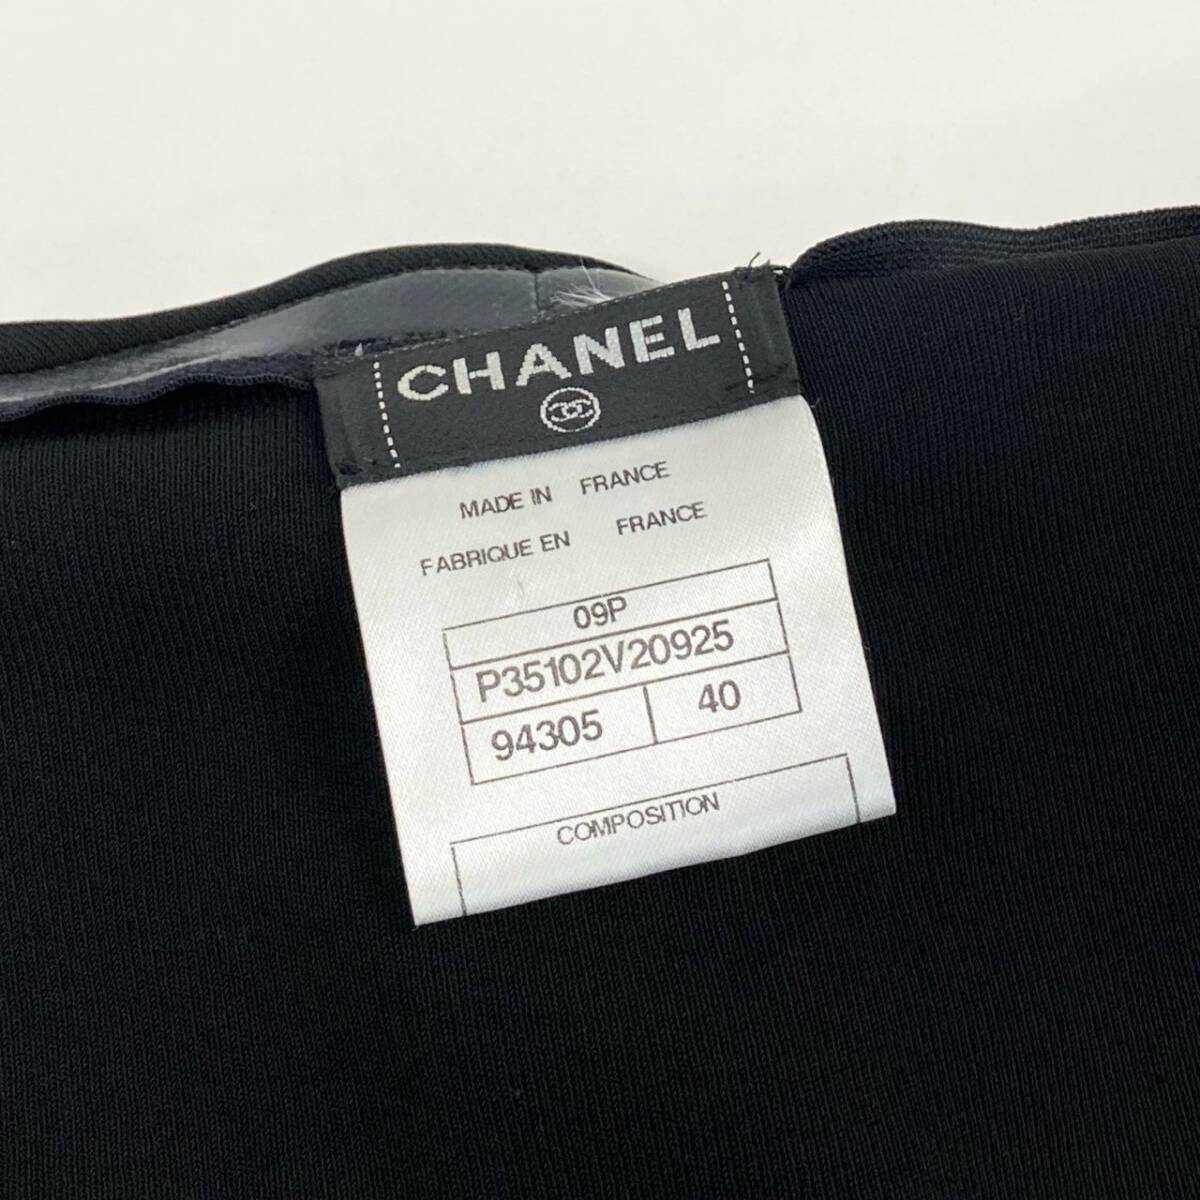 CHANEL
MADE IN FRANCE
FABRIQUE EN FRANCE
09P
P35102V20925
94305 40
COMPOSITION